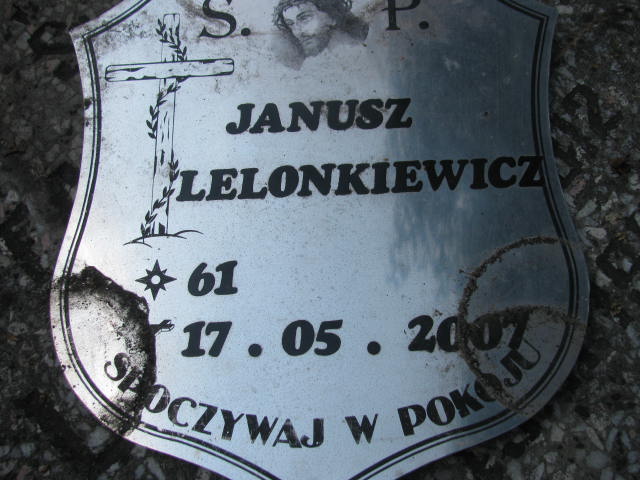 S. P.
JANUSZ
LELONKIEWICZ
61
17 . 05 . 2007
SPOCZYWAJ W POKOJU